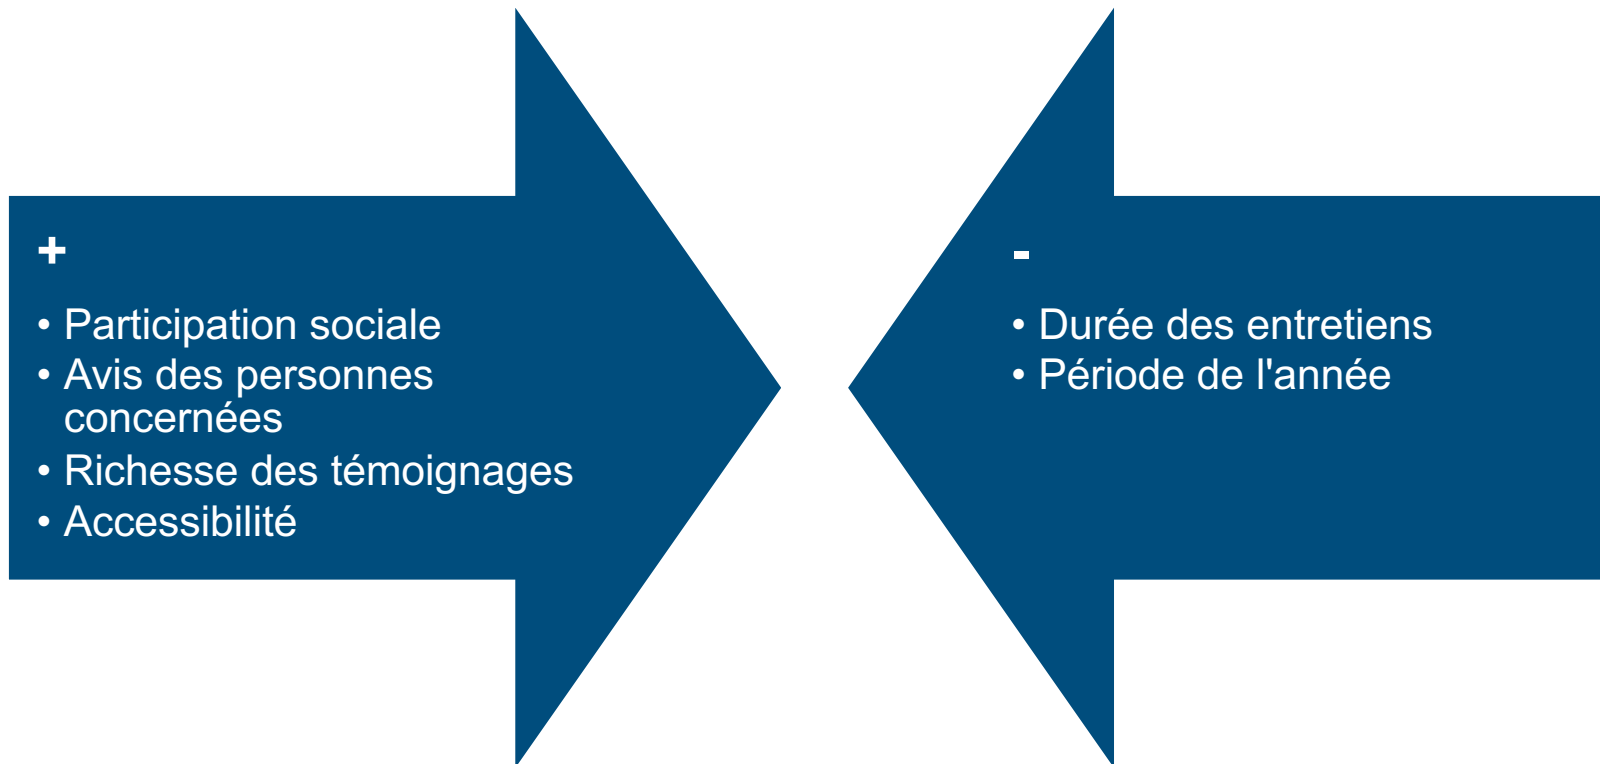 +
• Participation sociale
• Avis des personnes
concernées
• Richesse des témoignages
• Accessibilité
-
• Durée des entretiens
• Période de l'année